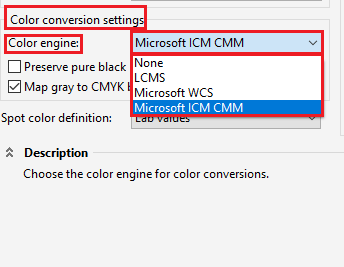 Color conversion settings
Color engine: Microsoft ICM CMM
None
Preserve pure black
LCMS
Microsoft WCS
Map gray to CMYK
Microsoft ICM CMM
Spot color definition: Lab values
Description
Choose the color engine for color conversions.